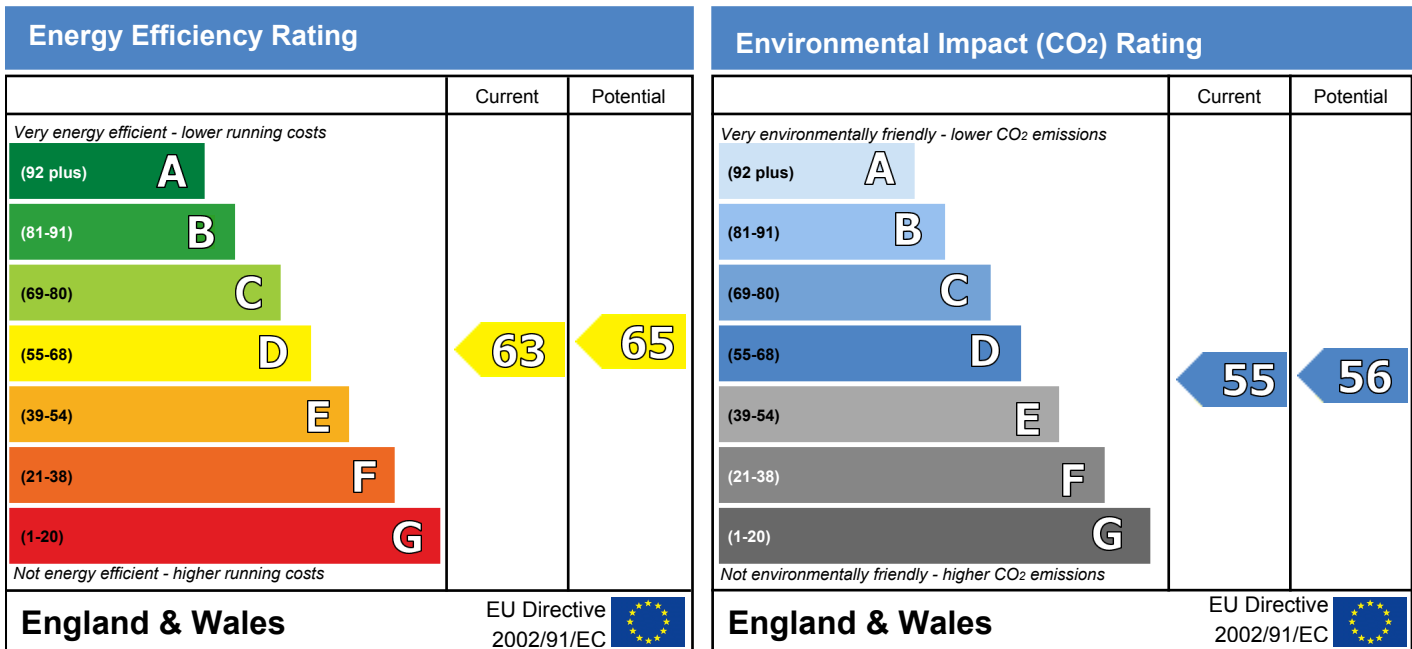 Energy Efficiency Rating
Current Potential
Very energy efficient - lower running costs
(92 plus) A
(81-91) B
(69-80) C
(55-68) D
63 65
(39-54) E
(21-38) F
(1-20) G
Not energy efficient - higher running costs
England & Wales
EU Directive
2002/91/EC
Environmental Impact (CO2) Rating
Current Potential
Very environmentally friendly - lower CO2 emissions
(92 plus) A
(81-91) B
(69-80) C
(55-68) D
55 56
(39-54) E
(21-38) F
(1-20) G
Not environmentally friendly - higher CO2 emissions
England & Wales
EU Directive
2002/91/EC